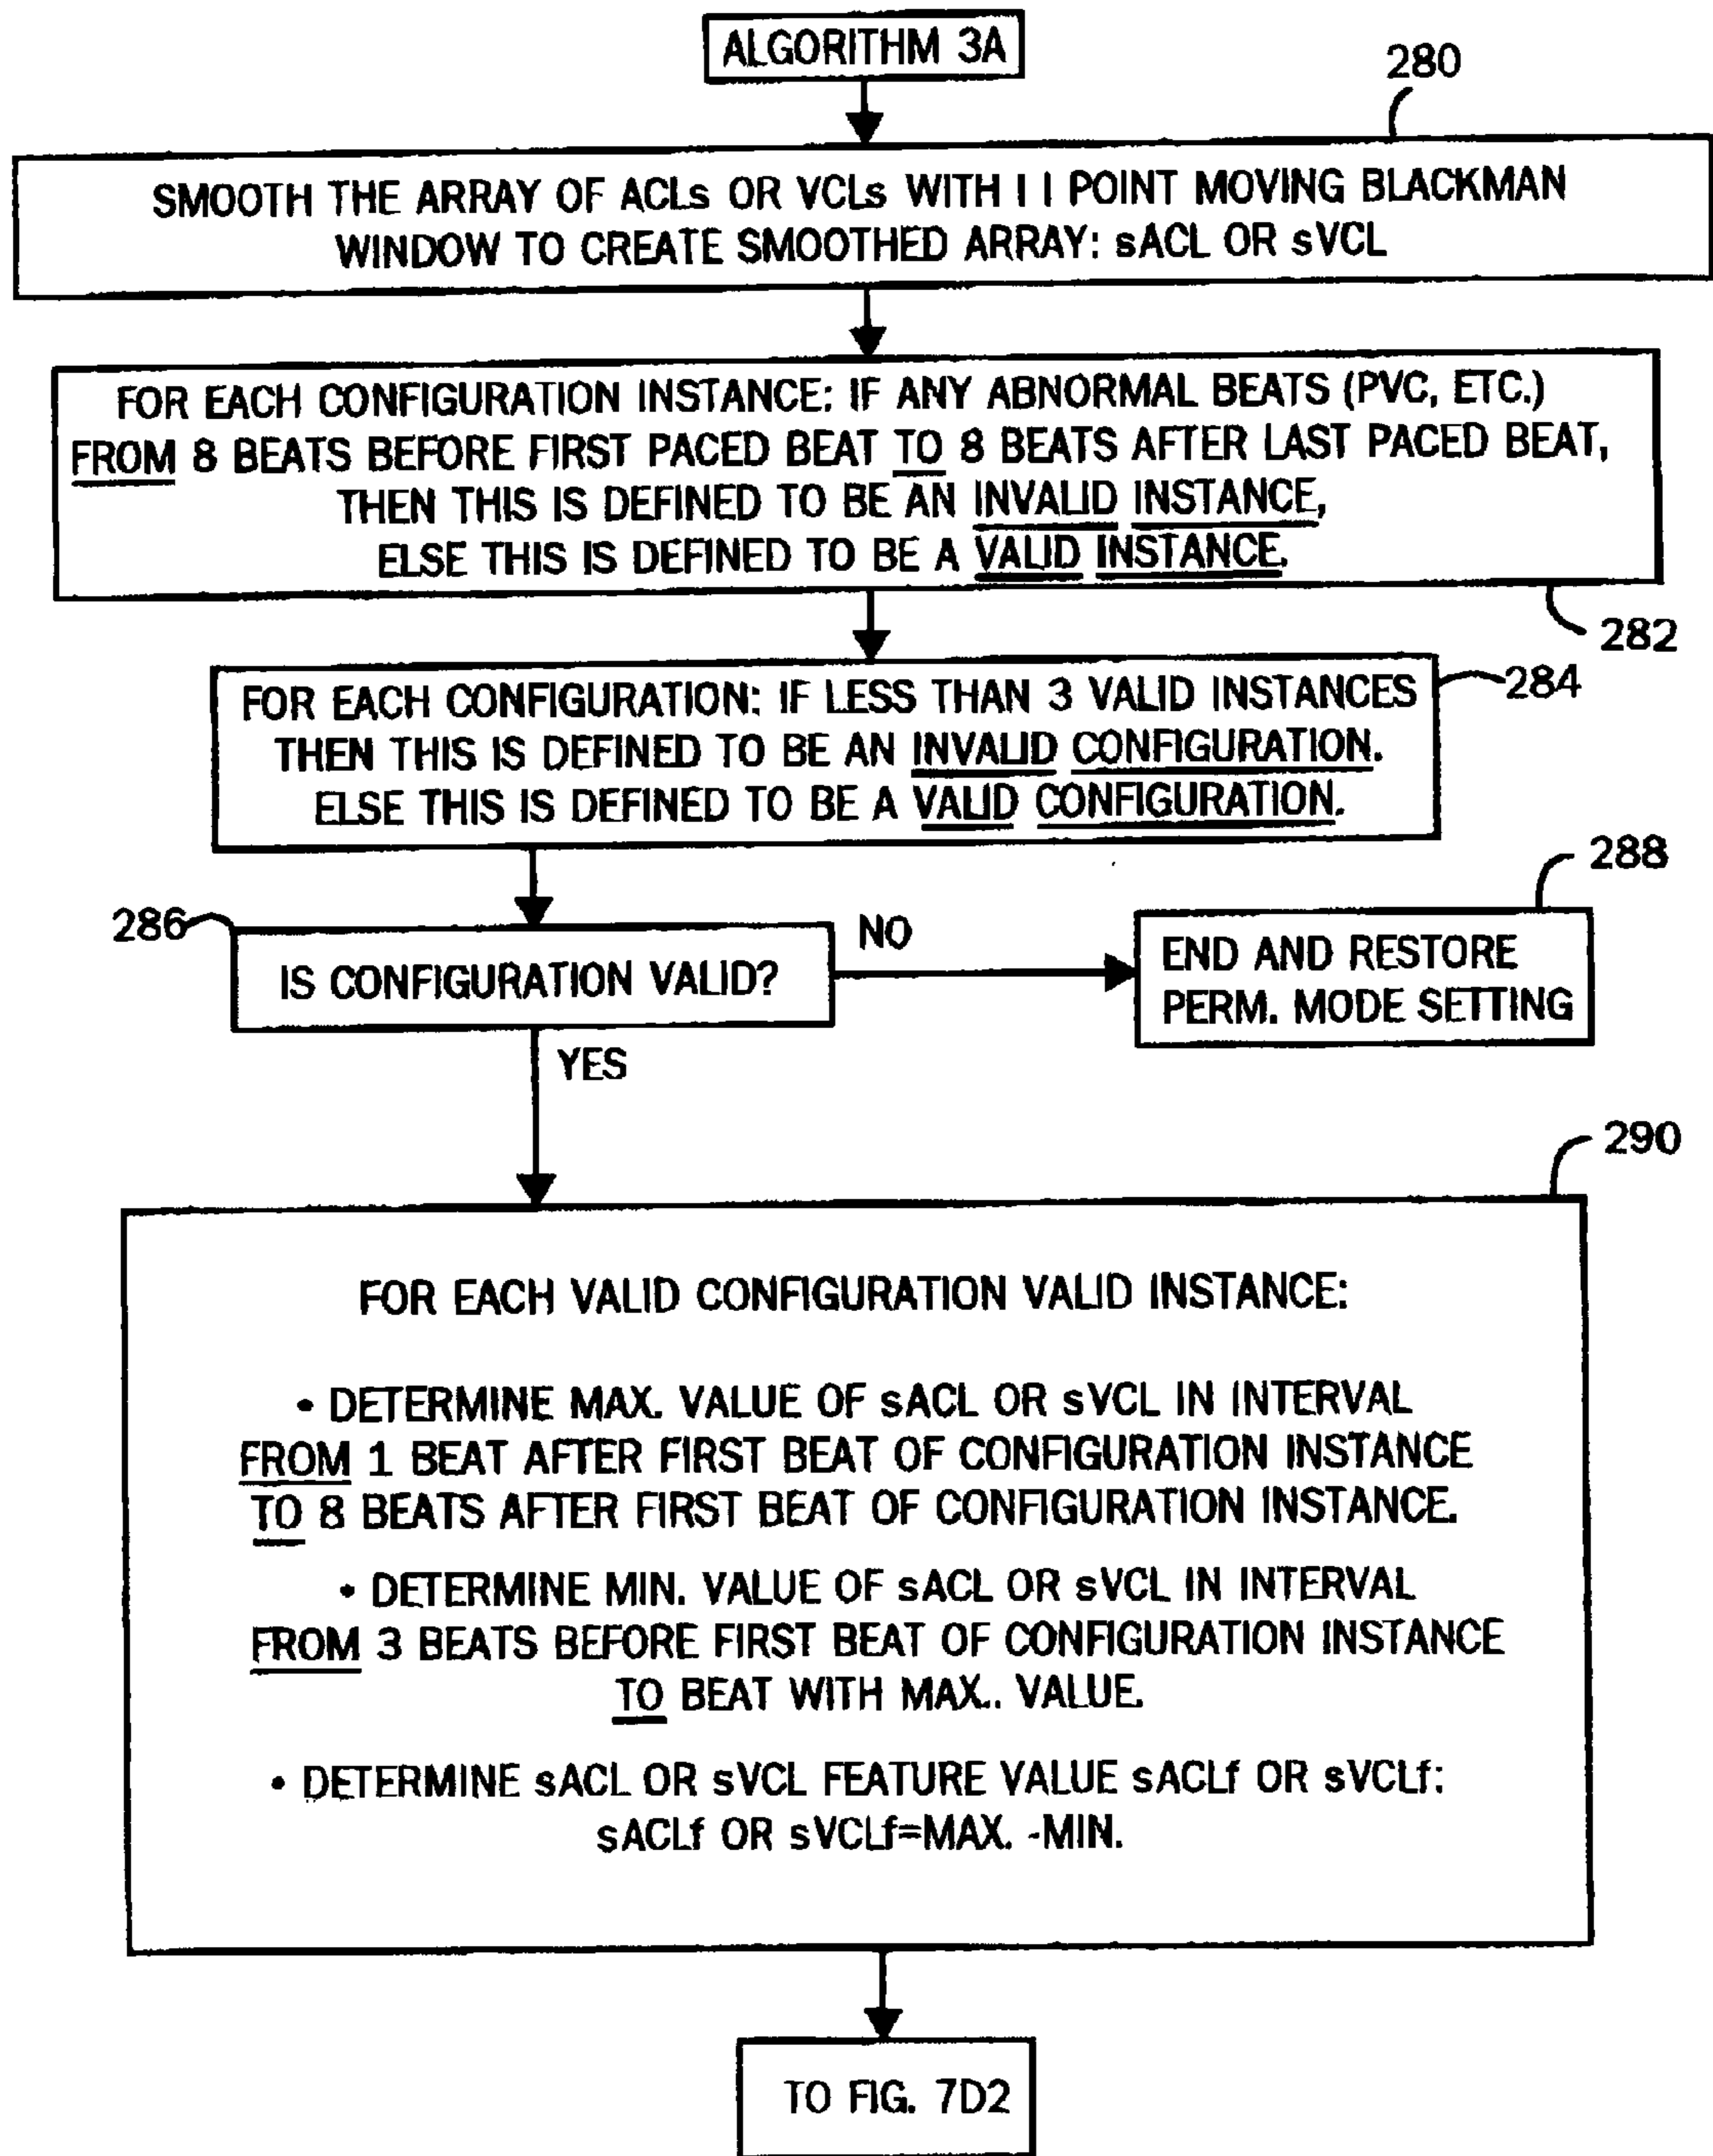 ALGORITHM 3A
280
SMOOTH THE ARRAY OF ACLs OR VCLs WITH 11 POINT MOVING BLACKMAN
WINDOW TO CREATE SMOOTHED ARRAY: sACL OR sVCL
FOR EACH CONFIGURATION INSTANCE: IF ANY ABNORMAL BEATS (PVC, ETC.)
FROM 8 BEATS BEFORE FIRST PACED BEAT TO 8 BEATS AFTER LAST PACED BEAT,
THEN THIS IS DEFINED TO BE AN INVALID INSTANCE,
ELSE THIS IS DEFINED TO BE A VALID INSTANCE.
282
FOR EACH CONFIGURATION: IF LESS THAN 3 VALID INSTANCES
THEN THIS IS DEFINED TO BE AN INVALID CONFIGURATION.
ELSE THIS IS DEFINED TO BE A VALID CONFIGURATION.
284
286
IS CONFIGURATION VALID?
NO
288
END AND RESTORE
PERM. MODE SETTING
YES
290
FOR EACH VALID CONFIGURATION VALID INSTANCE:
• DETERMINE MAX. VALUE OF sACL OR sVCL IN INTERVAL
FROM 1 BEAT AFTER FIRST BEAT OF CONFIGURATION INSTANCE
TO 8 BEATS AFTER FIRST BEAT OF CONFIGURATION INSTANCE.
• DETERMINE MIN. VALUE OF sACL OR sVCL IN INTERVAL
FROM 3 BEATS BEFORE FIRST BEAT OF CONFIGURATION INSTANCE
TO BEAT WITH MAX.. VALUE.
• DETERMINE sACL OR sVCL FEATURE VALUE sACLf OR sVCLf:
sACLf OR sVCLf=MAX. -MIN.
TO FIG. 7D2